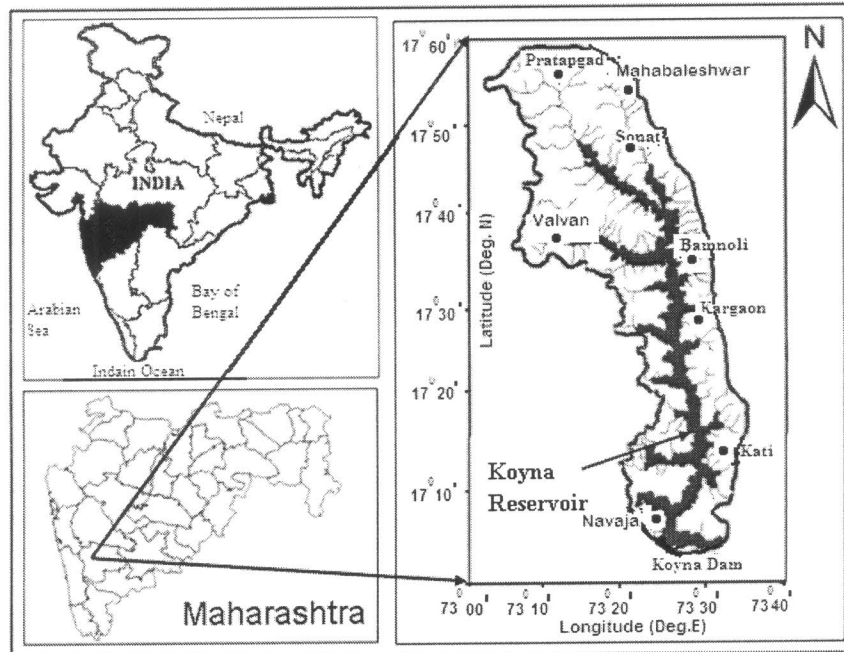 Nepal
INDIA
Arabian
Sea
Bay of
Bengal
Indain Ocean
Maharashtra
N
17° 60'
17° 50'
17° 40'
17° 30'
17° 20'
17° 10'
Latitude (Deg. N)
Pratapgad
Mahabaleshwar
Sonat
Valvan
Bamnoli
Kargaon
Kati
Koyna
Reservoir
Navaja
Koyna Dam
73° 00' 73° 10' 73° 20' 73° 30' 73° 40'
Longitude (Deg.E)